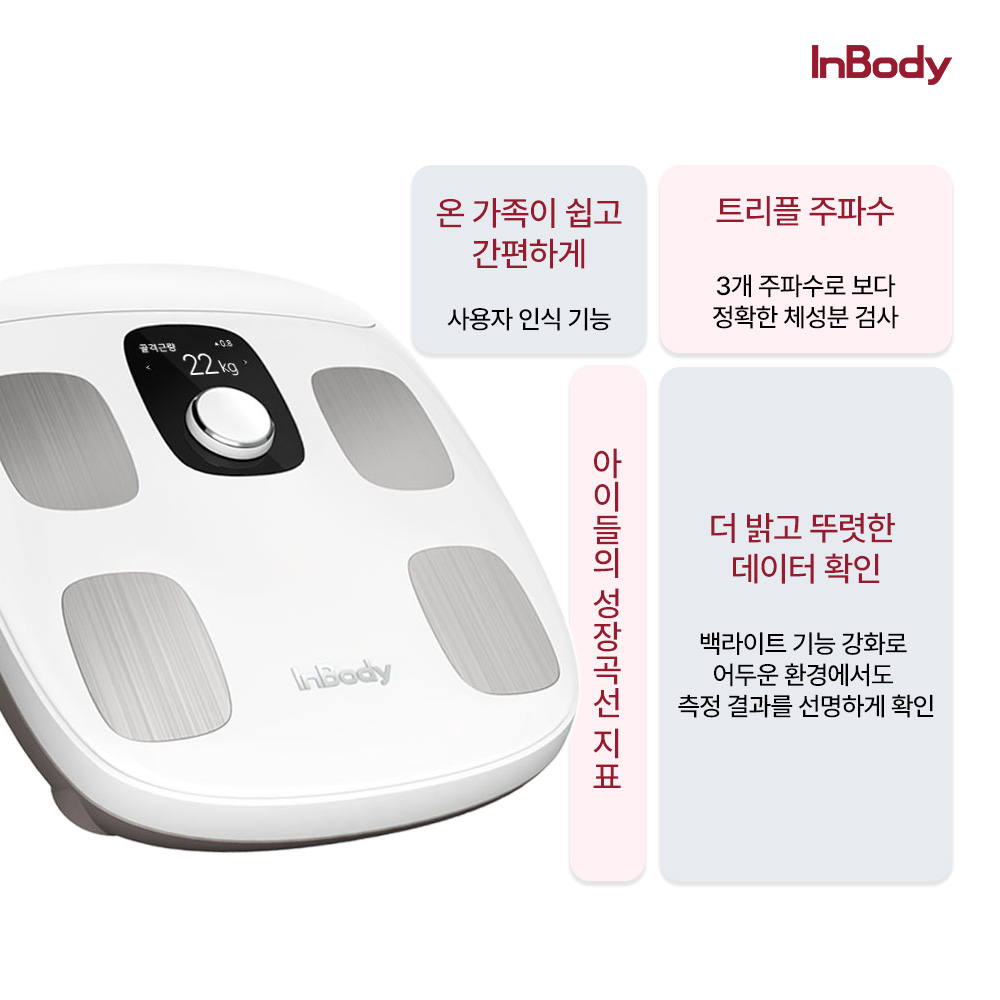 InBody
온 가족이 쉽고
간편하게
사용자 인식 기능
트리플 주파수
3개 주파수로 보다
정확한 체성분 검사
골격근량
▲0.8
‹ 22kg ›
InBody
아이들의 성장곡선 지표
더 밝고 뚜렷한
데이터 확인
백라이트 기능 강화로
어두운 환경에서도
측정 결과를 선명하게 확인